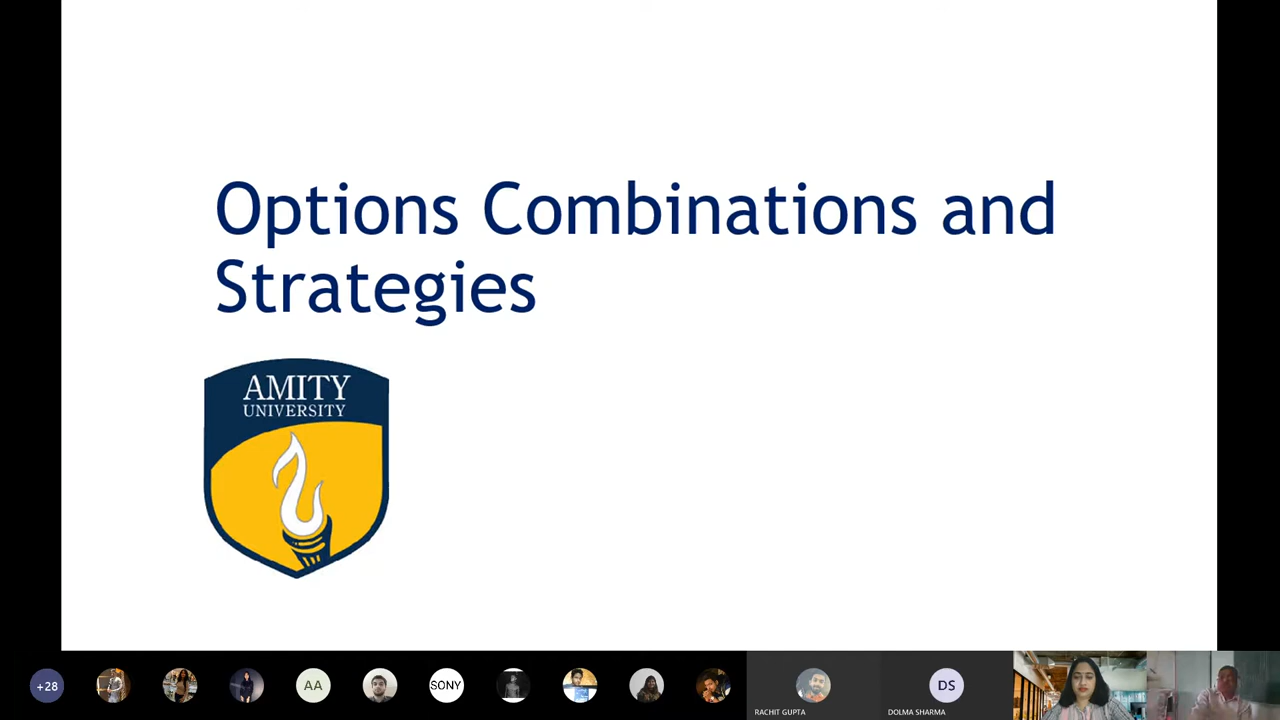 Options Combinations and
Strategies
AMITY
UNIVERSITY
+28
AA
SONY
DS
RACHIT GUPTA
DOLMA SHARMA